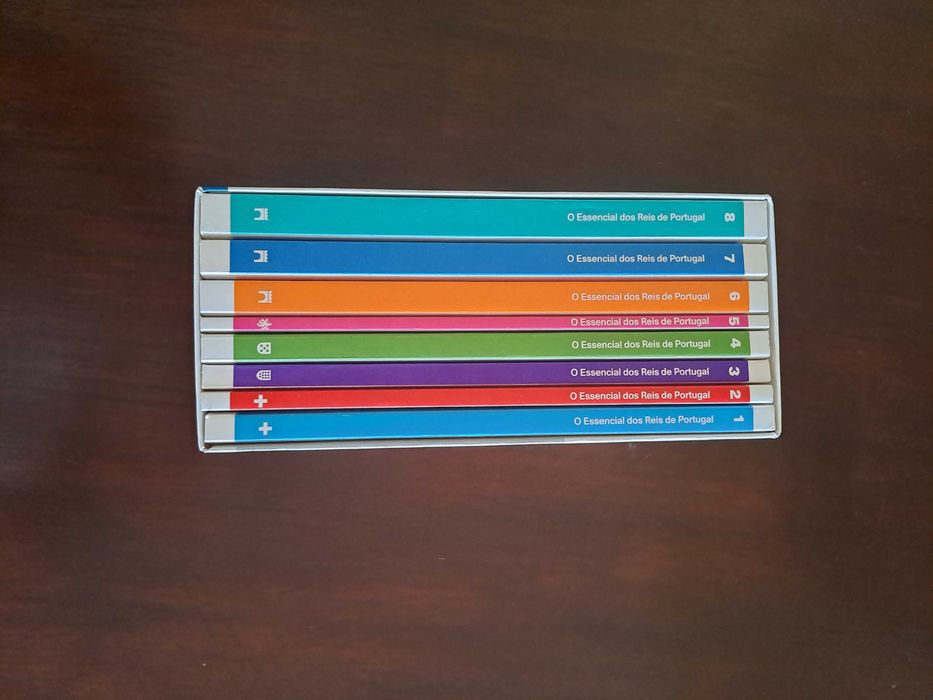 O Essencial dos Reis de Portugal 8
O Essencial dos Reis de Portugal 7
O Essencial dos Reis de Portugal 6
O Essencial dos Reis de Portugal 5
O Essencial dos Reis de Portugal 4
O Essencial dos Reis de Portugal 3
O Essencial dos Reis de Portugal 2
O Essencial dos Reis de Portugal 1